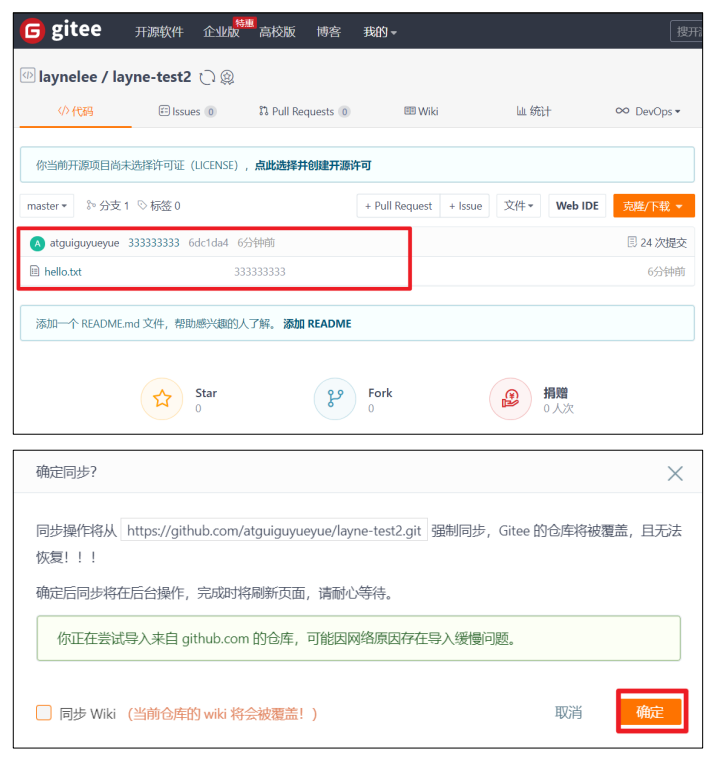 gitee 开源软件 企业版 特惠 高校版 博客 我的
laynelee / layne-test2
代码 Issues 0 Pull Requests 0 Wiki 统计 DevOps
你当前开源项目尚未选择许可证（LICENSE），点此选择并创建开源许可
master 分支 1 标签 0 + Pull Request + Issue 文件 Web IDE 克隆/下载
A atguiguyueyue 333333333 6dc1da4 6分钟前 24 次提交
hello.txt 333333333 6分钟前
添加一个 README.md 文件，帮助感兴趣的人了解。 添加 README
Star Fork 捐赠
0 0 0 人次
确定同步?
同步操作将从 https://github.com/atguiguyueyue/layne-test2.git 强制同步，Gitee 的仓库将被覆盖，且无法
恢复！！！
确定后同步将在后台操作，完成时将刷新页面，请耐心等待。
你正在尝试导入来自 github.com 的仓库，可能因网络原因存在导入缓慢问题。
同步 Wiki （当前仓库的 wiki 将会被覆盖！） 取消 确定